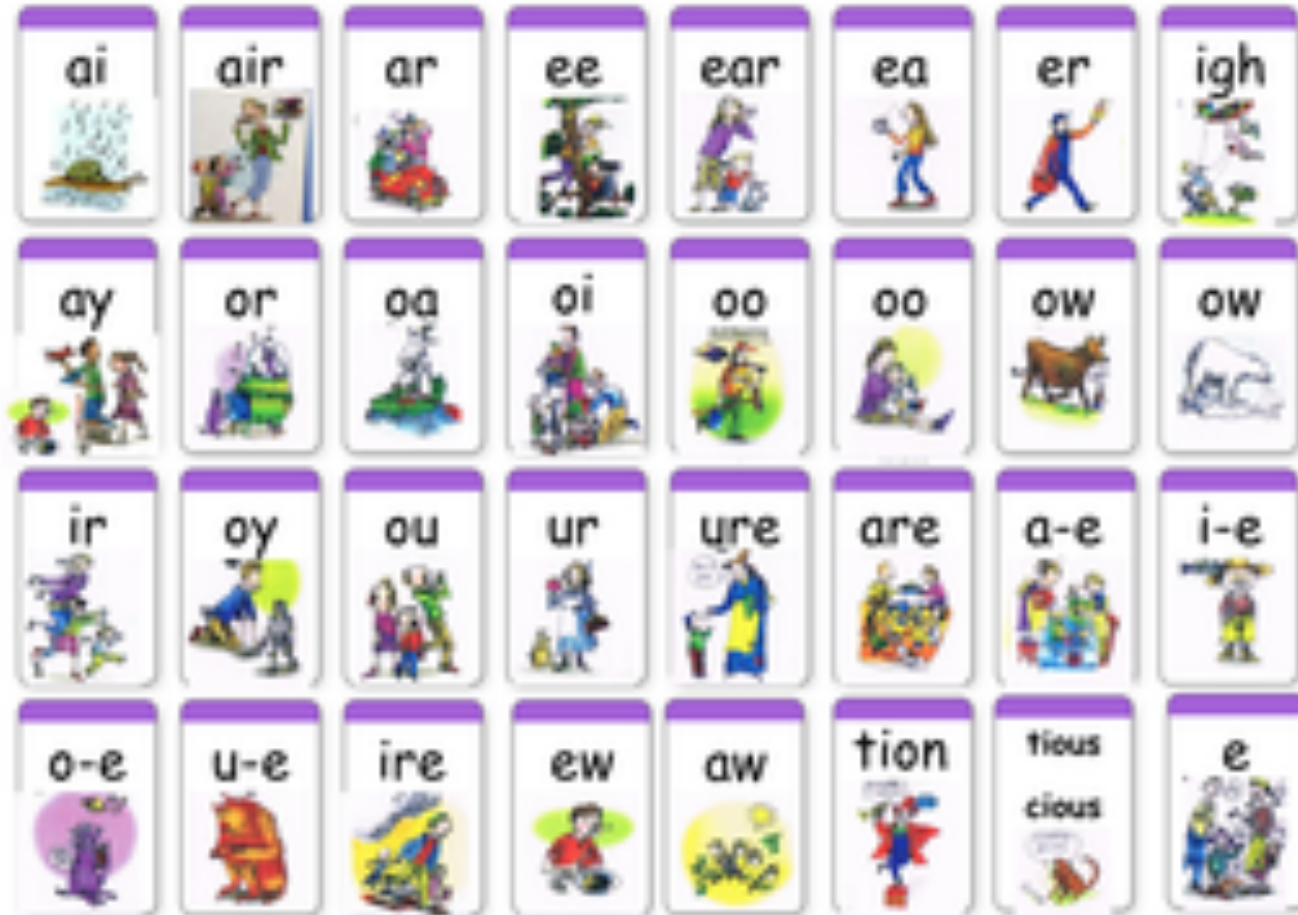 ai air ar ee ear ea er igh
ay or oa oi oo oo ow ow
ir oy ou ur ure are a-e i-e
o-e u-e ire ew aw tion tious
cious
e